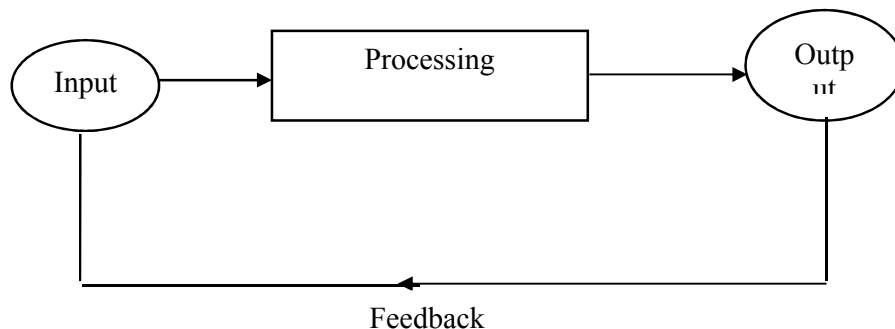 Input
Processing
Outp
ut
Feedback